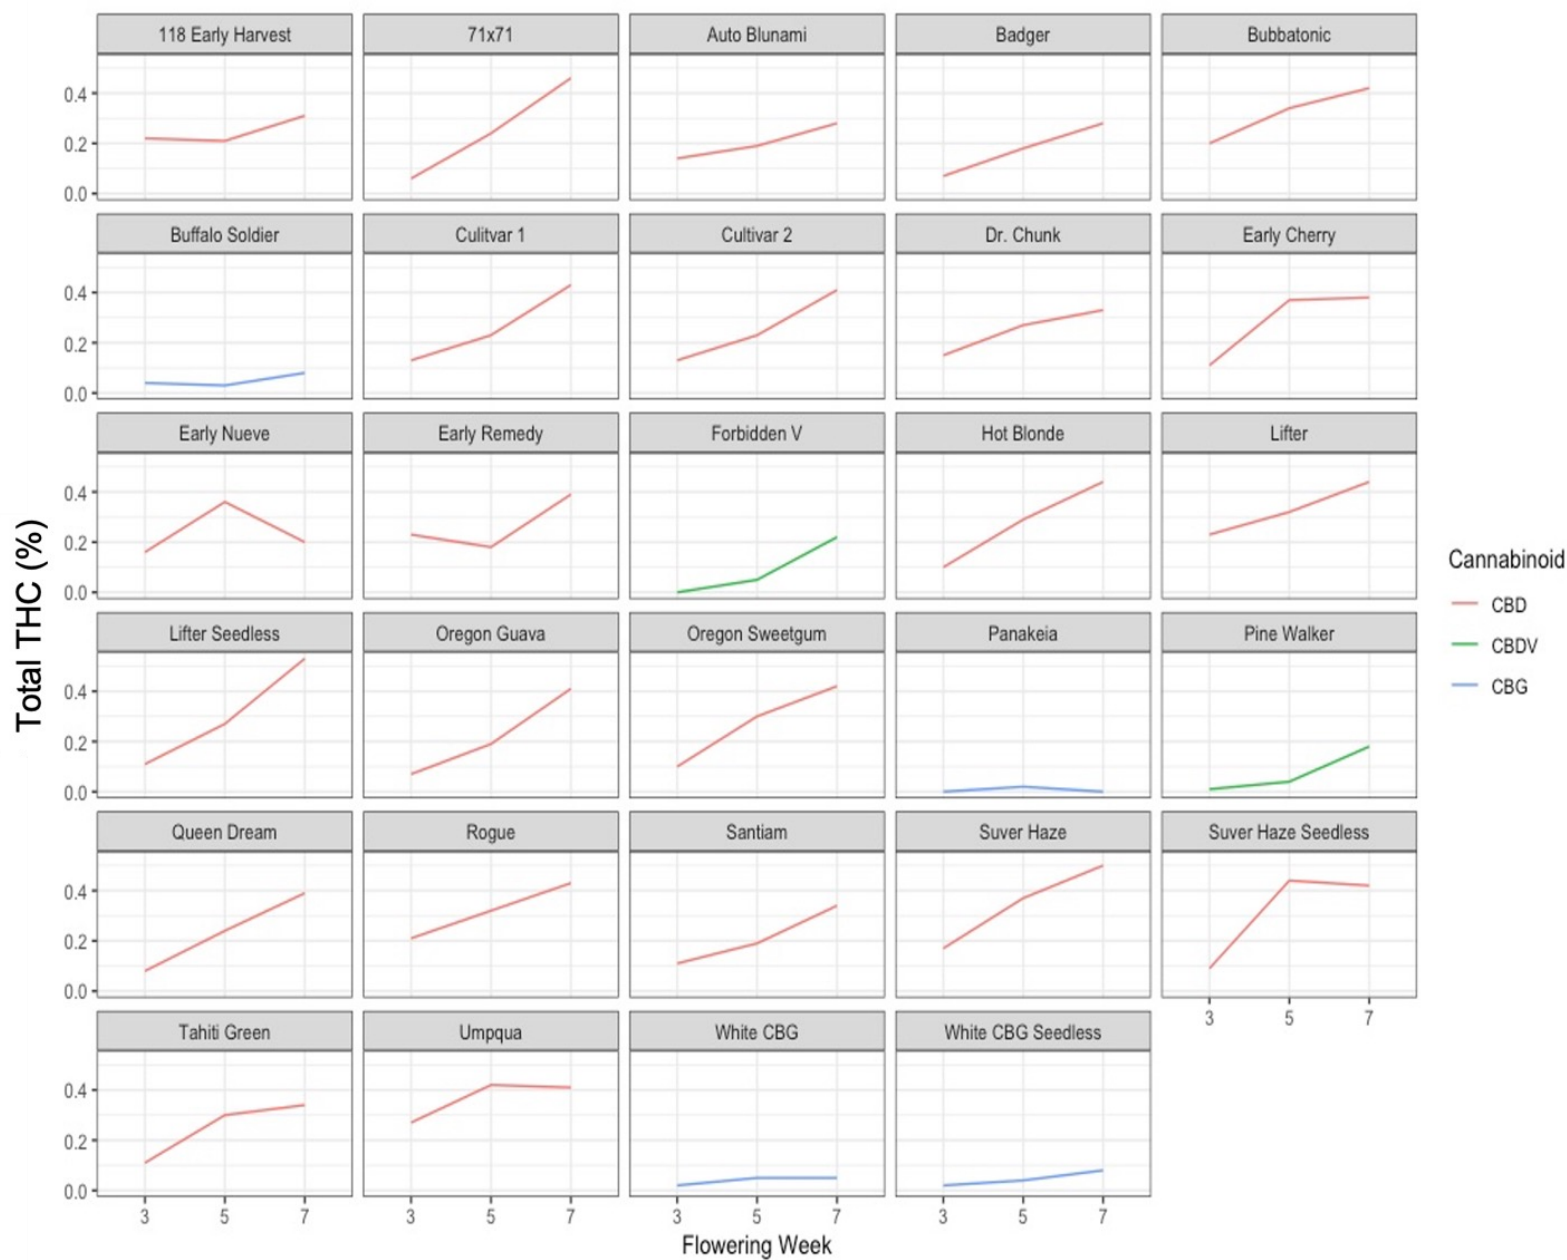 118 Early Harvest 71x71 Auto Blunami Badger Bubbatonic
0.4
0.2
0.0
Buffalo Soldier Culitvar 1 Cultivar 2 Dr. Chunk Early Cherry
0.4
0.2
0.0
Early Nueve Early Remedy Forbidden V Hot Blonde Lifter
0.4
0.2
0.0
Total THC (%)
Cannabinoid
CBD
CBDV
CBG
Lifter Seedless Oregon Guava Oregon Sweetgum Panakeia Pine Walker
0.4
0.2
0.0
Queen Dream Rogue Santiam Suver Haze Suver Haze Seedless
0.4
0.2
0.0
3 5 7
Tahiti Green Umpqua White CBG White CBG Seedless
0.4
0.2
0.0
3 5 7 3 5 7 3 5 7 3 5 7
Flowering Week